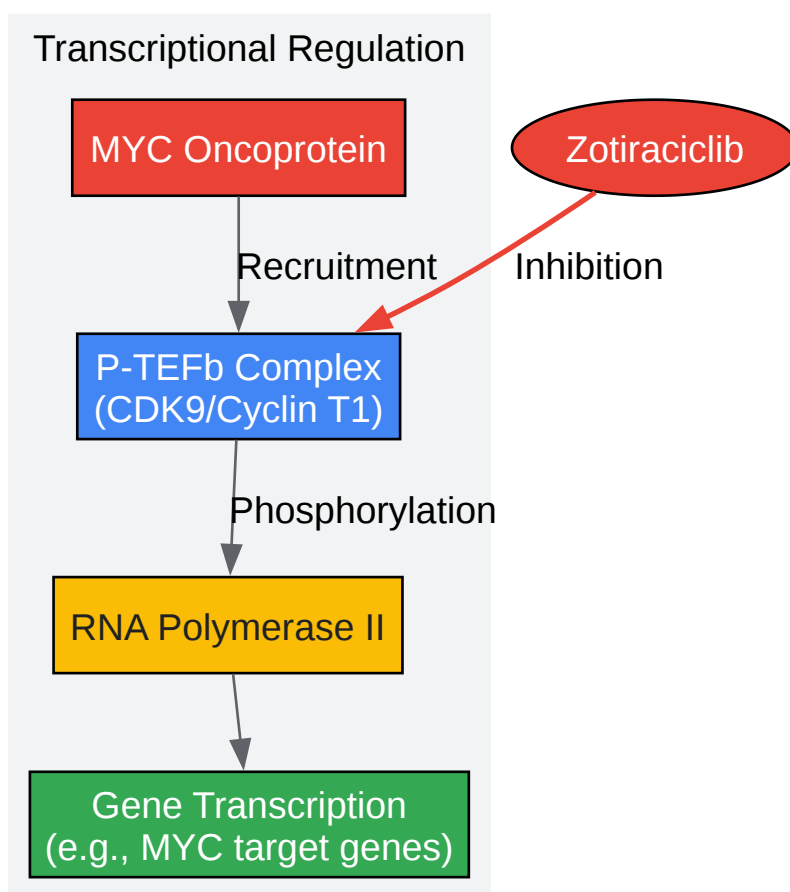 Transcriptional Regulation
MYC Oncoprotein
Zotiraciclib
Recruitment
Inhibition
P-TEFb Complex
(CDK9/Cyclin T1)
Phosphorylation
RNA Polymerase II
Gene Transcription
(e.g., MYC target genes)